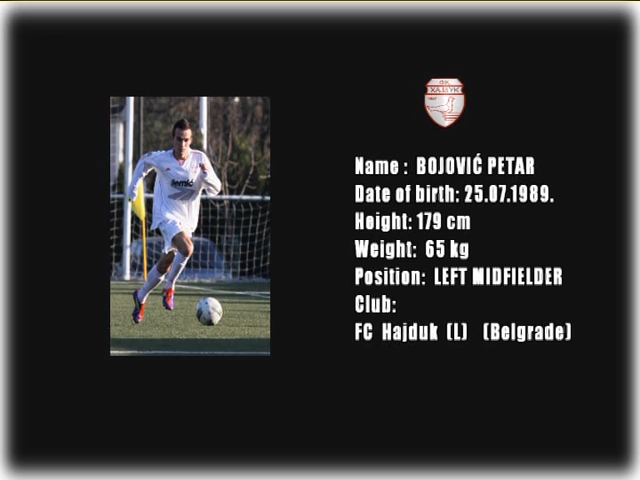 Name : BOJOVIĆ PETAR
Date of birth: 25.07.1989.
Height: 179 cm
Weight: 65 kg
Position: LEFT MIDFIELDER
Club:
FC Hajduk (L) (Belgrade)